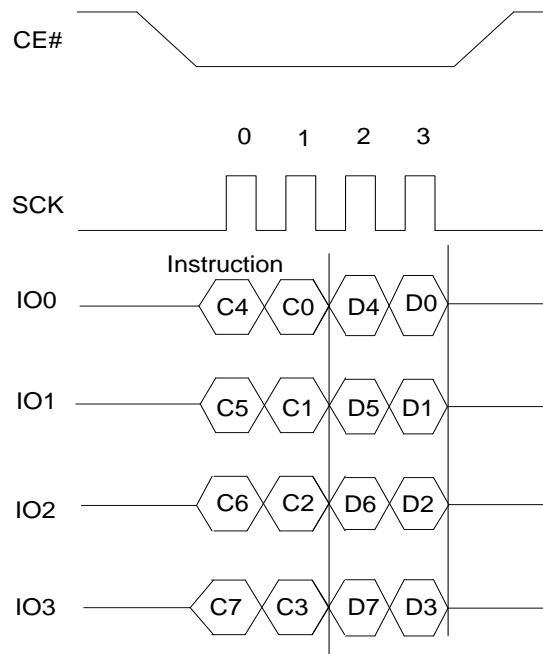 CE#
0 1 2 3
SCK
Instruction
IO0 C4 C0 D4 D0
IO1 C5 C1 D5 D1
IO2 C6 C2 D6 D2
IO3 C7 C3 D7 D3